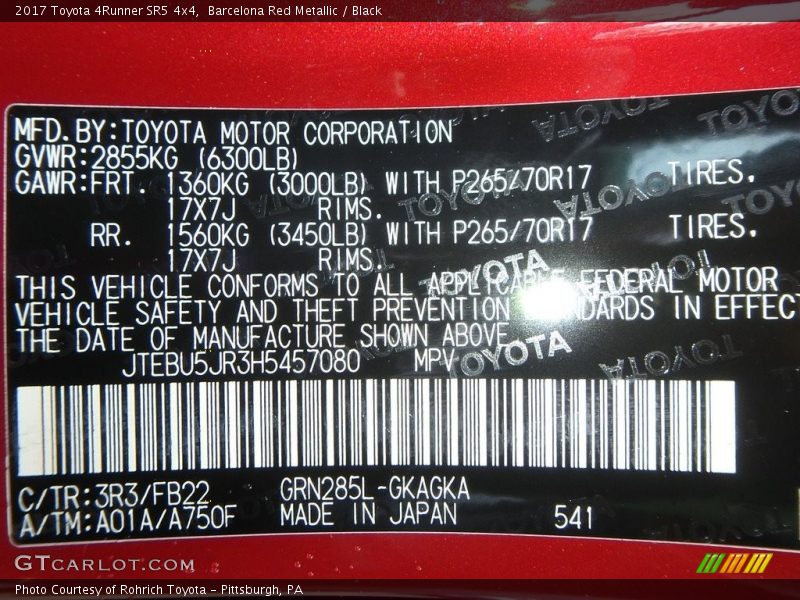 2017 Toyota 4Runner SR5 4x4, Barcelona Red Metallic / Black
MFD.BY:TOYOTA MOTOR CORPORATION
GVWR:2855KG (6300LB)
GAWR:FRT 1360KG (3000LB) WITH P265/70R17 TIRES.
17X7J RIMS.
RR. 1560KG (3450LB) WITH P265/70R17 TIRES.
17X7J RIMS.
THIS VEHICLE CONFORMS TO ALL APPLICABLE FEDERAL MOTOR
VEHICLE SAFETY AND THEFT PREVENTION IN EFFECT
THE DATE OF MANUFACTURE SHOWN ABOVE
JTEBU5JR3H5457080 MPV
C/TR:3R3/FB22 GRN285L-GKAGKA
A/TM:A01A/A750F MADE IN JAPAN 541
GTCARLOT.COM
Photo Courtesy of Rohrich Toyota - Pittsburgh, PA